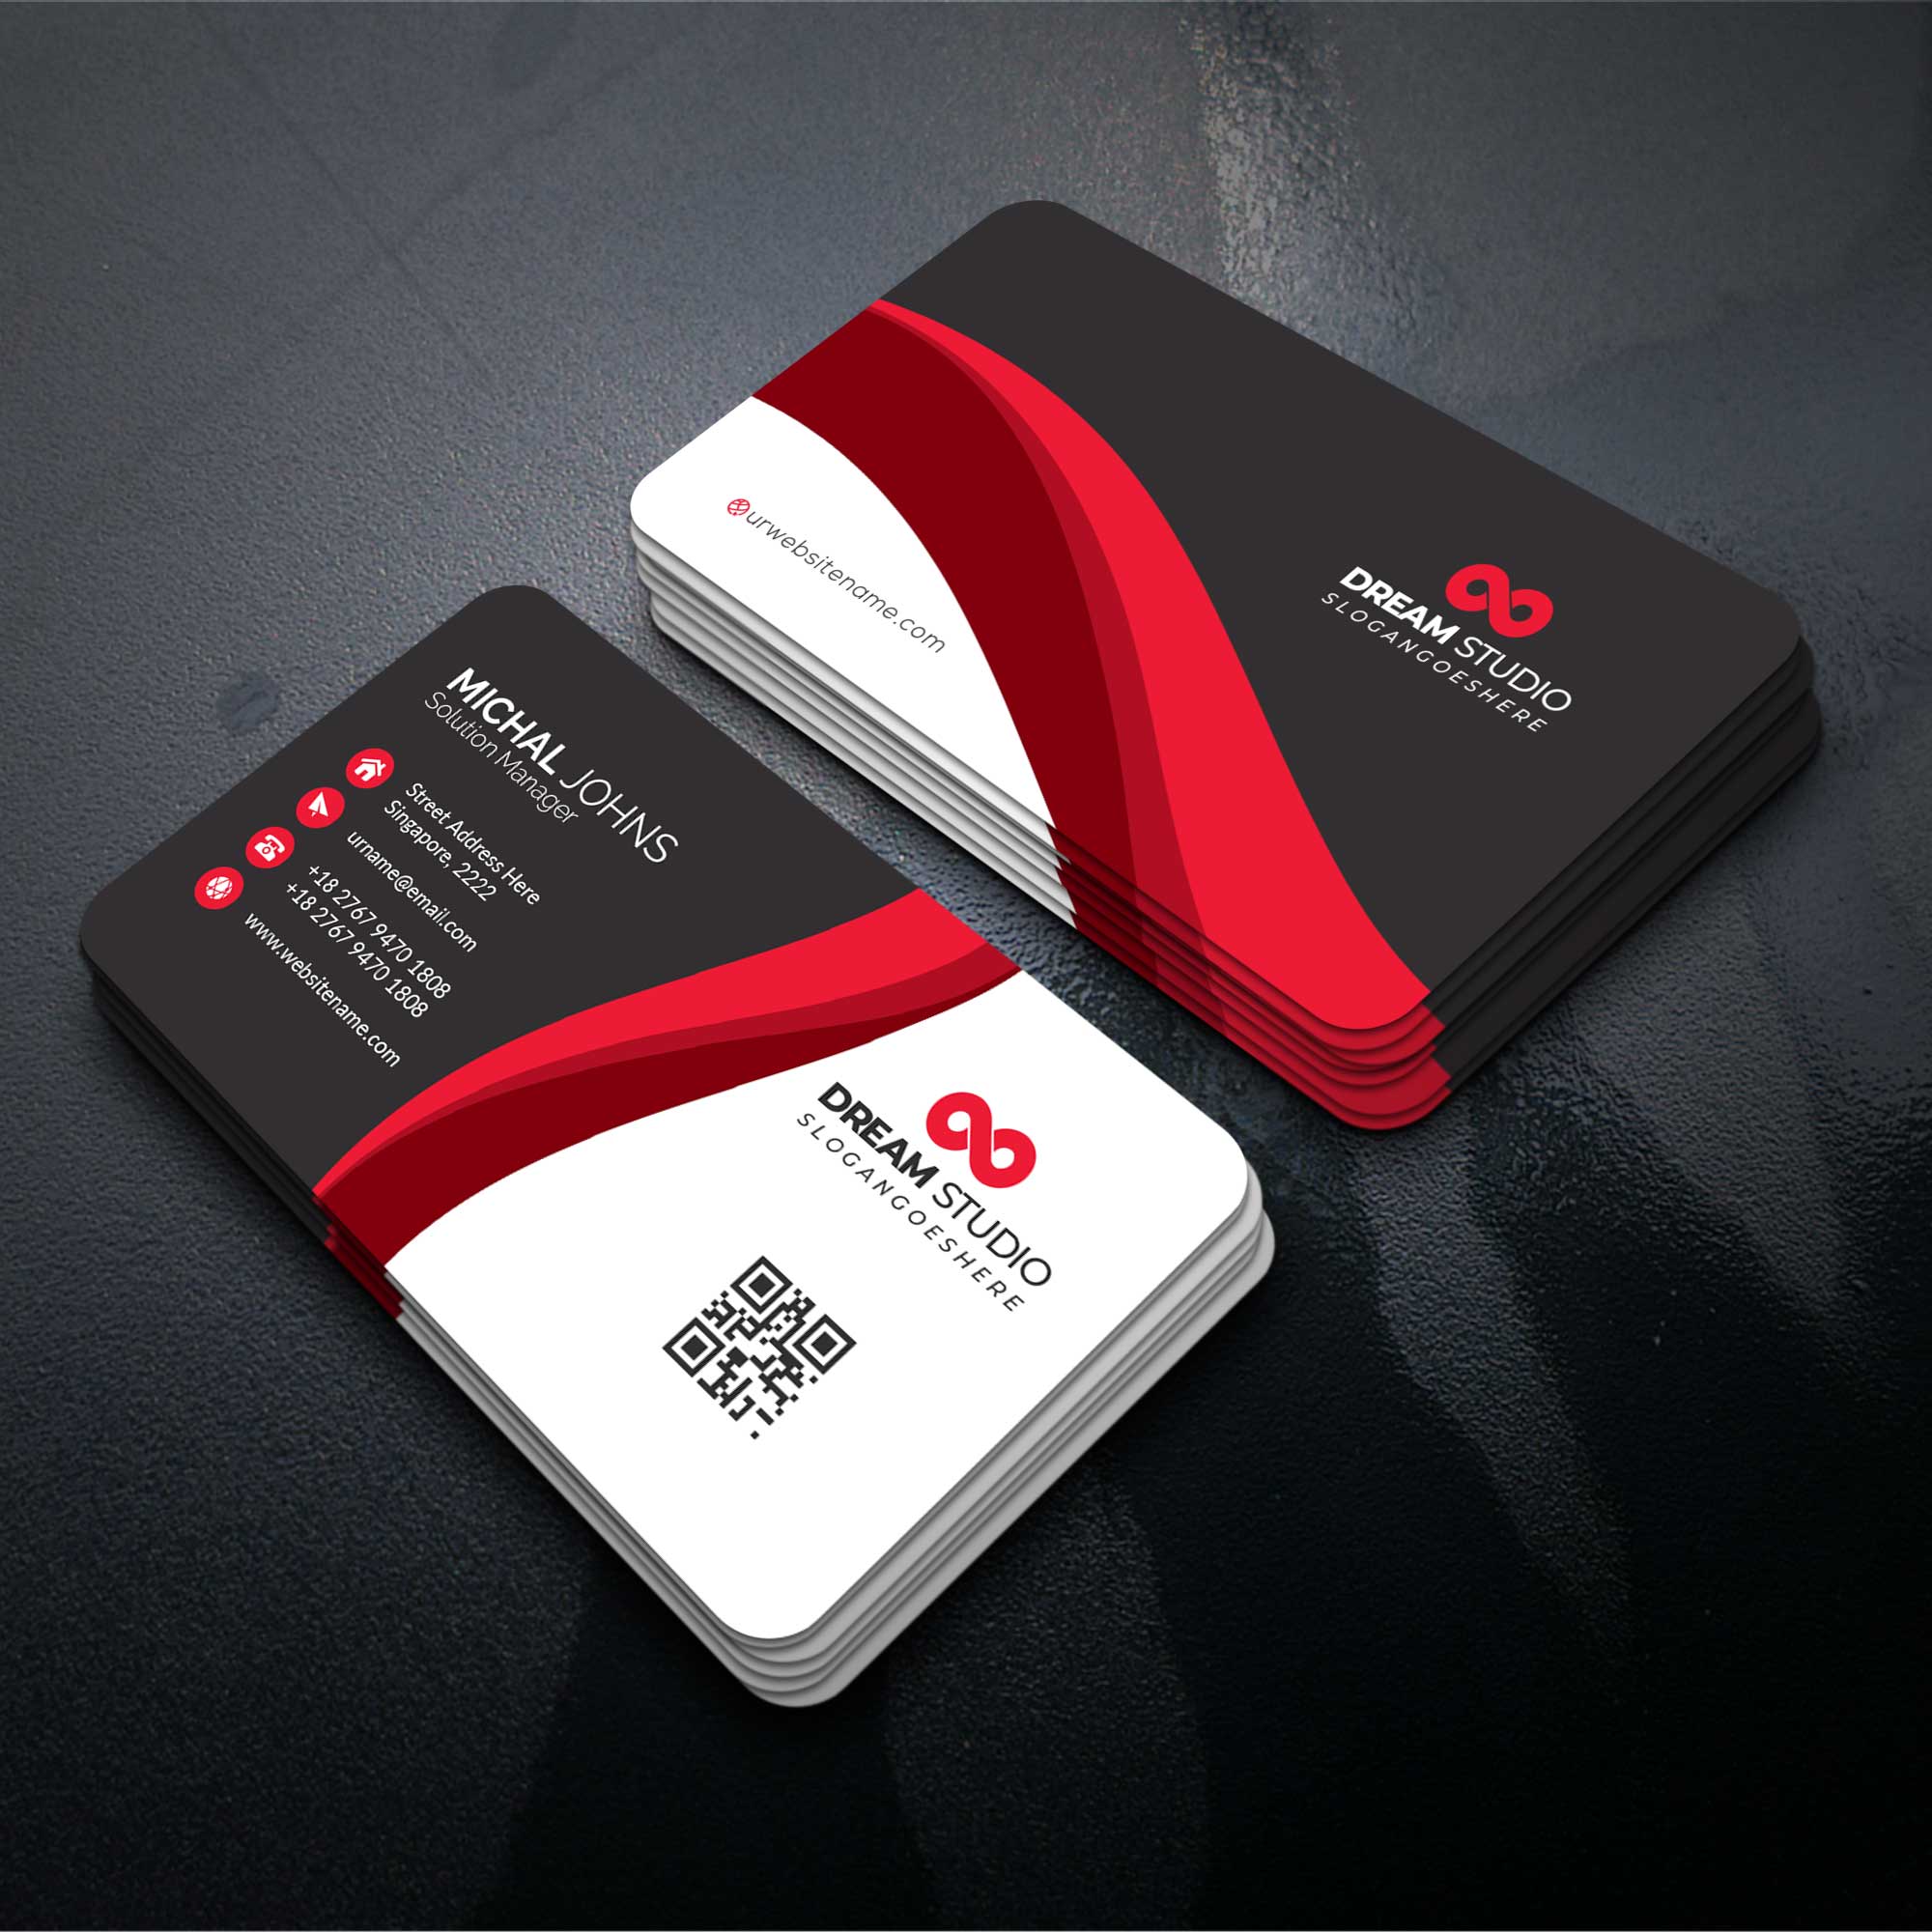 urwebsitename.com
DREAM STUDIO
SLOGANGOESHERE
MICHAL JOHNS
Solution Manager
Street Address Here
Singapore, 2222
urname@email.com
+18 2767 9470 1808
+18 2767 9470 1808
www.websitename.com
DREAM STUDIO
SLOGANGOESHERE